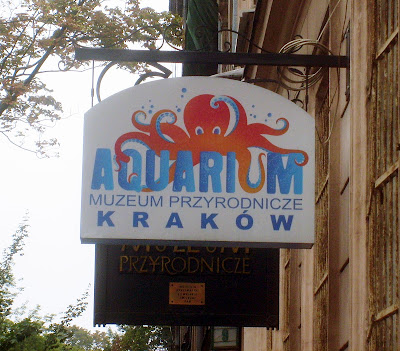 AQUARIUM
MUZEUM PRZYRODNICZE
KRAKÓW
MUZEUM
PRZYRODNICZE